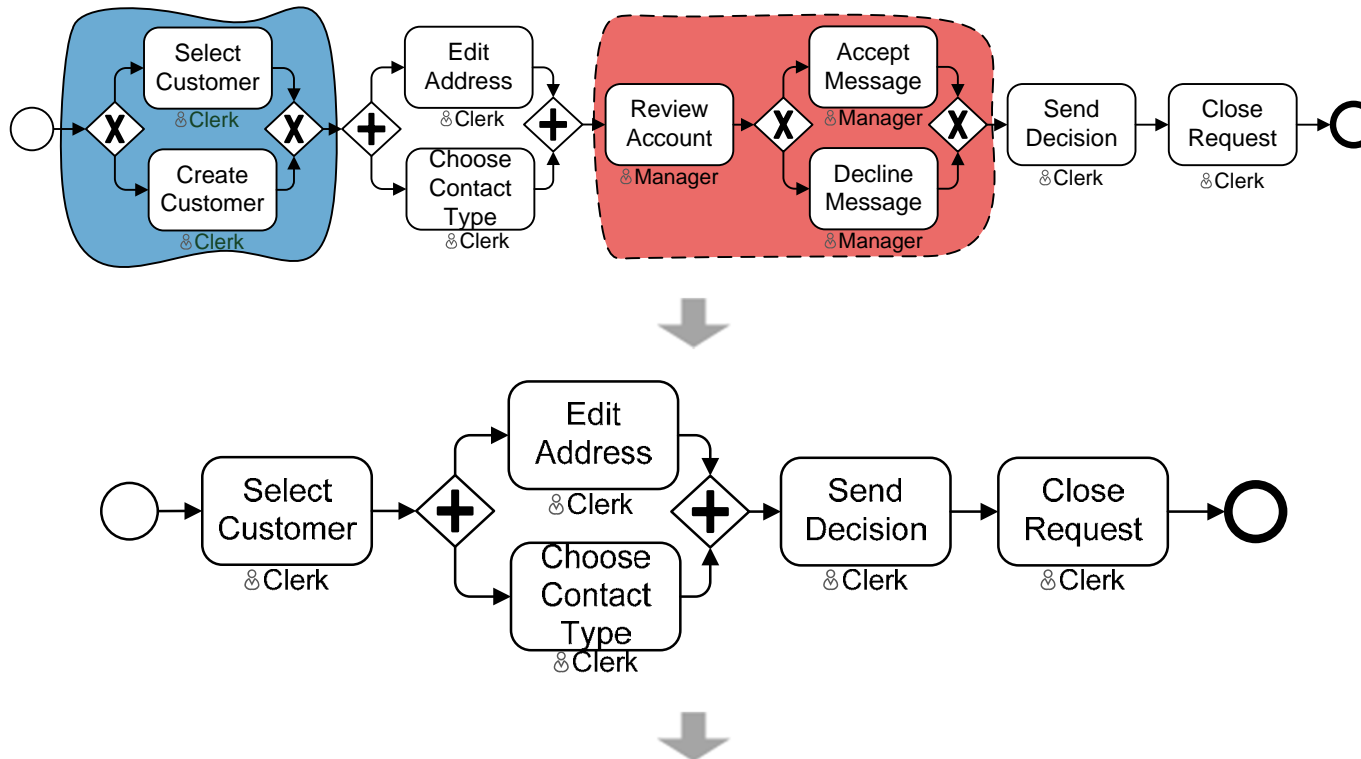 Select
Customer
Clerk
Create
Customer
Clerk
Edit
Address
Clerk
Choose
Contact
Type
Clerk
Review
Account
Manager
Accept
Message
Manager
Decline
Message
Manager
Send
Decision
Clerk
Close
Request
Clerk
Select
Customer
Clerk
Edit
Address
Clerk
Choose
Contact
Type
Clerk
Send
Decision
Clerk
Close
Request
Clerk